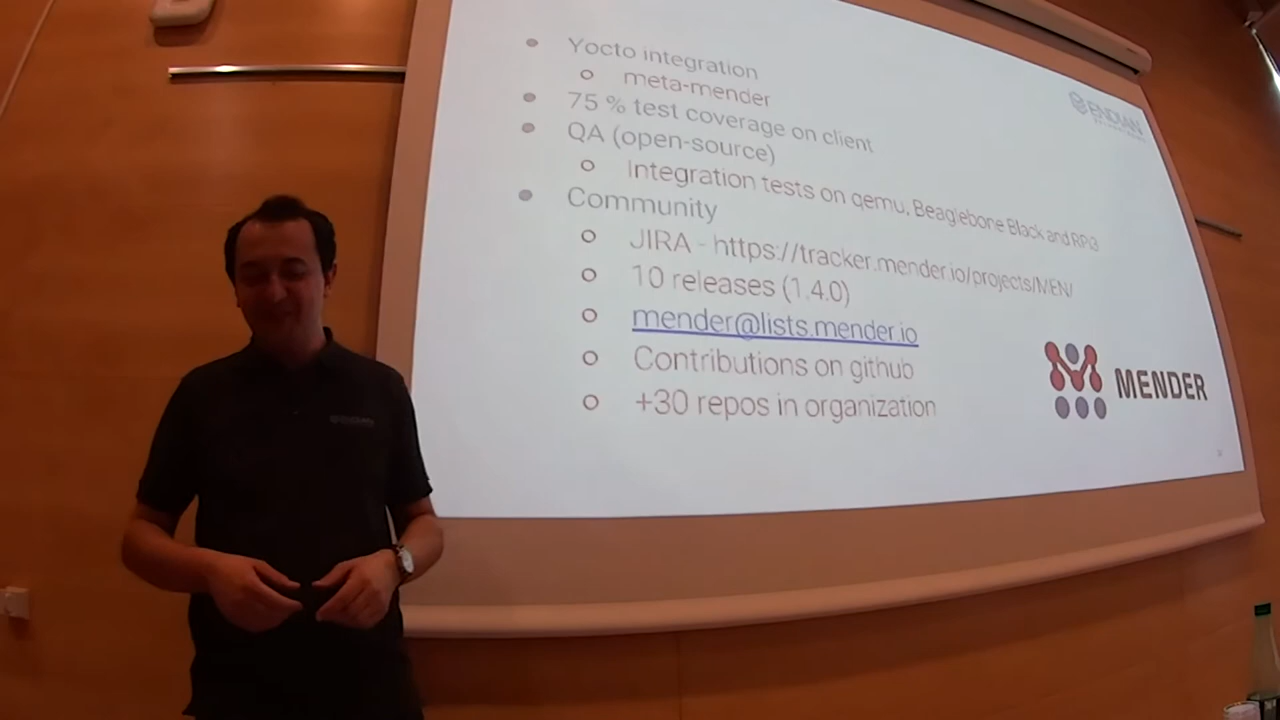 Yocto integration
meta-mender
75 % test coverage on client
QA (open-source)
Integration tests on qemu, Beaglebone Black and RPi3
Community
JIRA - https://tracker.mender.io/projects/MEN/
10 releases (1.4.0)
mender@lists.mender.io
Contributions on github
+30 repos in organization
ENDIAN
MENDER